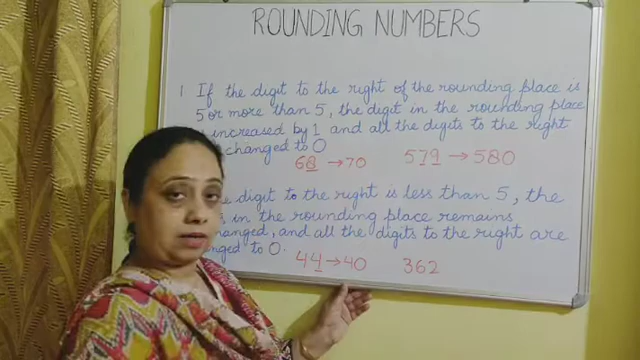 ROUNDING NUMBERS
1 If the digit to the right of the rounding place is
5 or more than 5, the digit in the rounding place
increased by 1 and all the digits to the right
changed to 0
68 → 70 579 → 580
digit to the right is less than 5, the
in the rounding place remains
and all the digits to the right are
to 0.
44 → 40 362